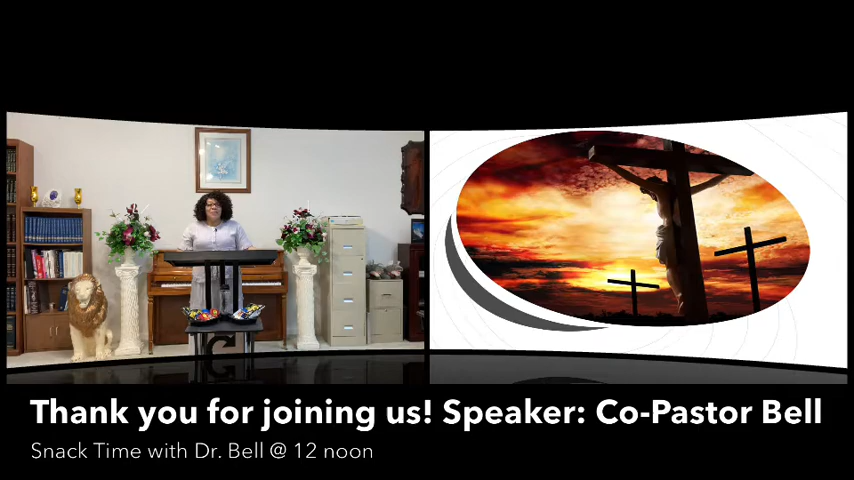 Thank you for joining us! Speaker: Co-Pastor Bell
Snack Time with Dr. Bell @ 12 noon